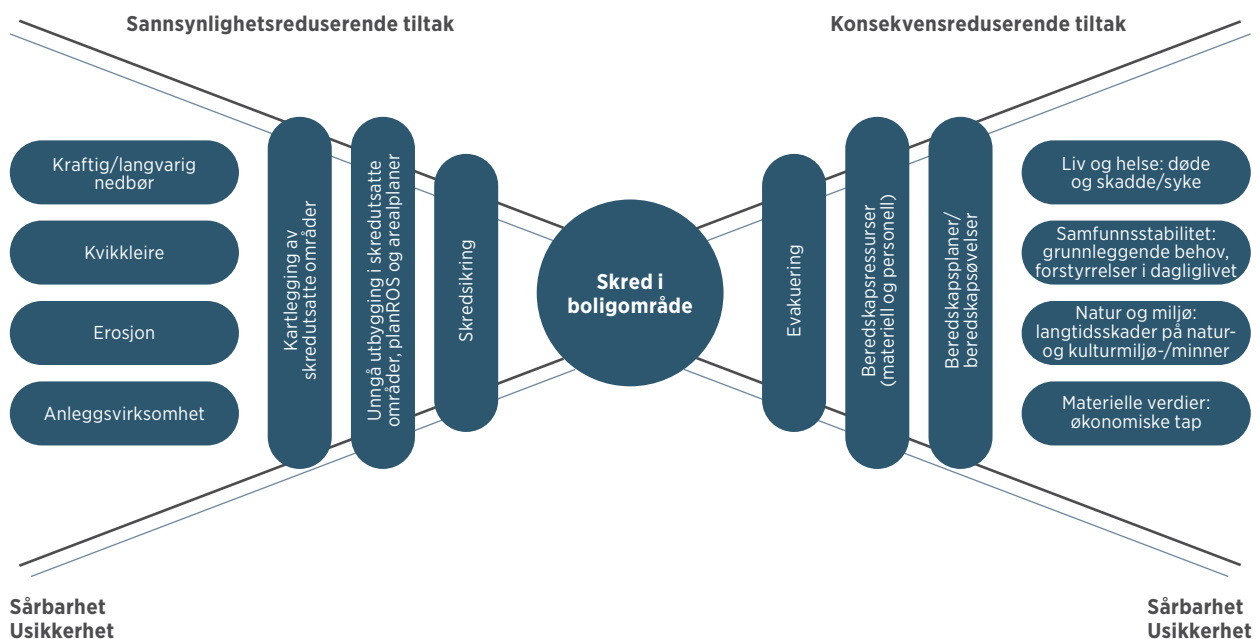 Sannsynlighetsreduserende tiltak
Konsekvensreduserende tiltak
Kraftig/langvarig
nedbør
Kvikkleire
Erosjon
Anleggsvirksomhet
Kartlegging av
skredutsatte områder
Unngå utbygging i skredutsatte
områder, planROS og arealplaner
Skredsikring
Skred i
boligområde
Evakuering
Beredskapsressurser
(materiell og personell)
Beredskapsplaner/
beredskapsøvelser
Liv og helse: døde
og skadde/syke
Samfunnsstabilitet:
grunnleggende behov,
forstyrrelser i dagliglivet
Natur og miljø:
langtidsskader på natur-
og kulturmiljø-/minner
Materielle verdier:
økonomiske tap
Sårbarhet
Usikkerhet
Sårbarhet
Usikkerhet